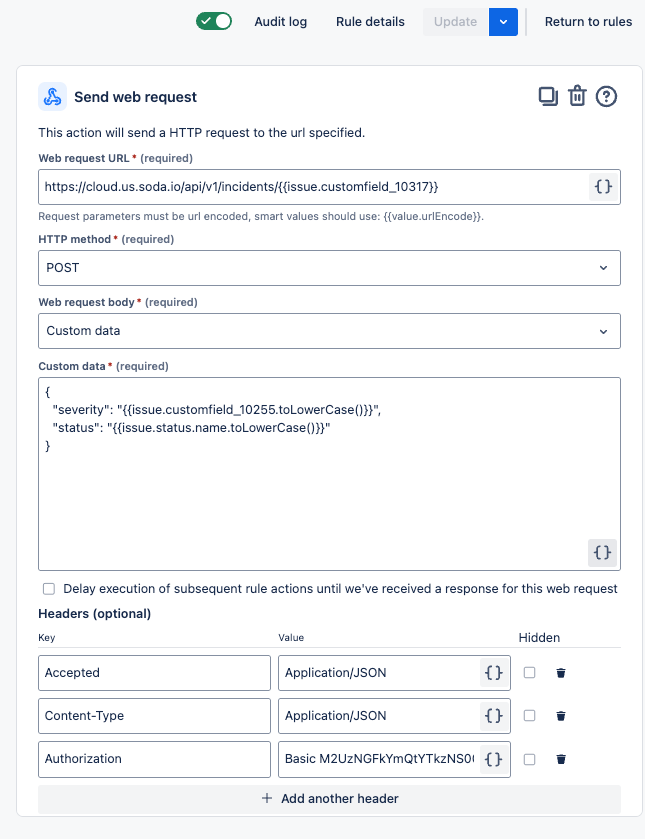 Audit log Rule details Update Return to rules
Send web request
This action will send a HTTP request to the url specified.
Web request URL * (required)
https://cloud.us.soda.io/api/v1/incidents/{{issue.customfield_10317}}
{}
Request parameters must be url encoded, smart values should use: {{value.urlEncode}}.
HTTP method * (required)
POST
Web request body * (required)
Custom data
Custom data * (required)
{
"severity": "{{issue.customfield_10255.toLowerCase()}}",
"status": "{{issue.status.name.toLowerCase()}}"
}
{}
Delay execution of subsequent rule actions until we've received a response for this web request
Headers (optional)
Key Value Hidden
Accepted Application/JSON {}
Content-Type Application/JSON {}
Authorization Basic M2UzNGFkYmQtYTkzNS0( {}
+ Add another header